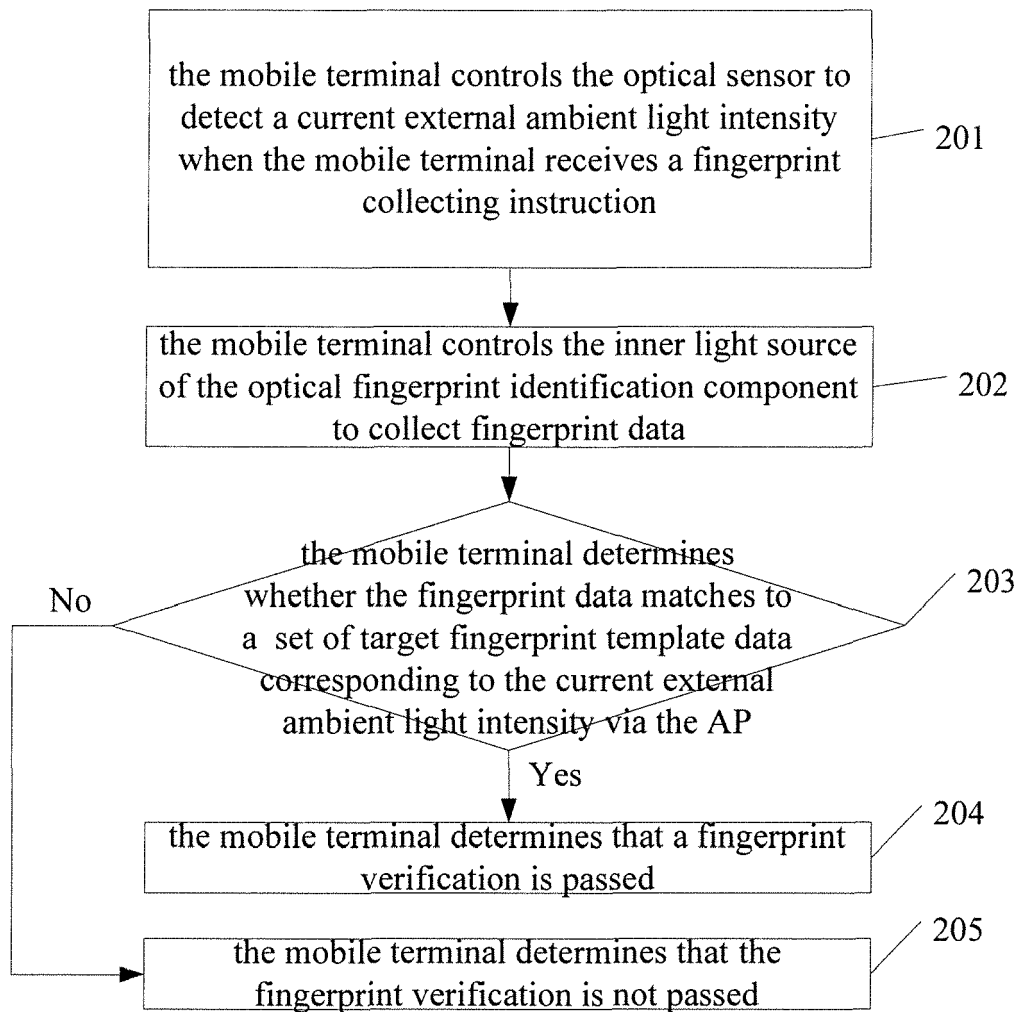 the mobile terminal controls the optical sensor to
detect a current external ambient light intensity
when the mobile terminal receives a fingerprint
collecting instruction
201
the mobile terminal controls the inner light source
of the optical fingerprint identification component
to collect fingerprint data
202
the mobile terminal determines
whether the fingerprint data matches to
a set of target fingerprint template data
corresponding to the current external
ambient light intensity via the AP
203
No
Yes
the mobile terminal determines that a fingerprint
verification is passed
204
the mobile terminal determines that the
fingerprint verification is not passed
205